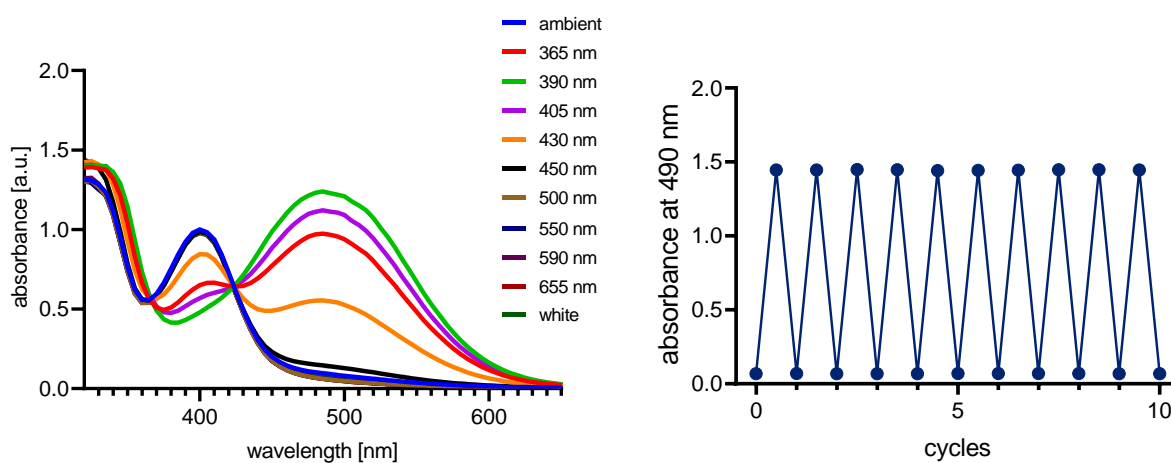 ambient
365 nm
390 nm
405 nm
430 nm
450 nm
500 nm
550 nm
590 nm
655 nm
white
2.0
1.5
1.0
0.5
0.0
absorbance [a.u.]
400
500
600
wavelength [nm]
2.0
1.5
1.0
0.5
0.0
absorbance at 490 nm
0
5
10
cycles